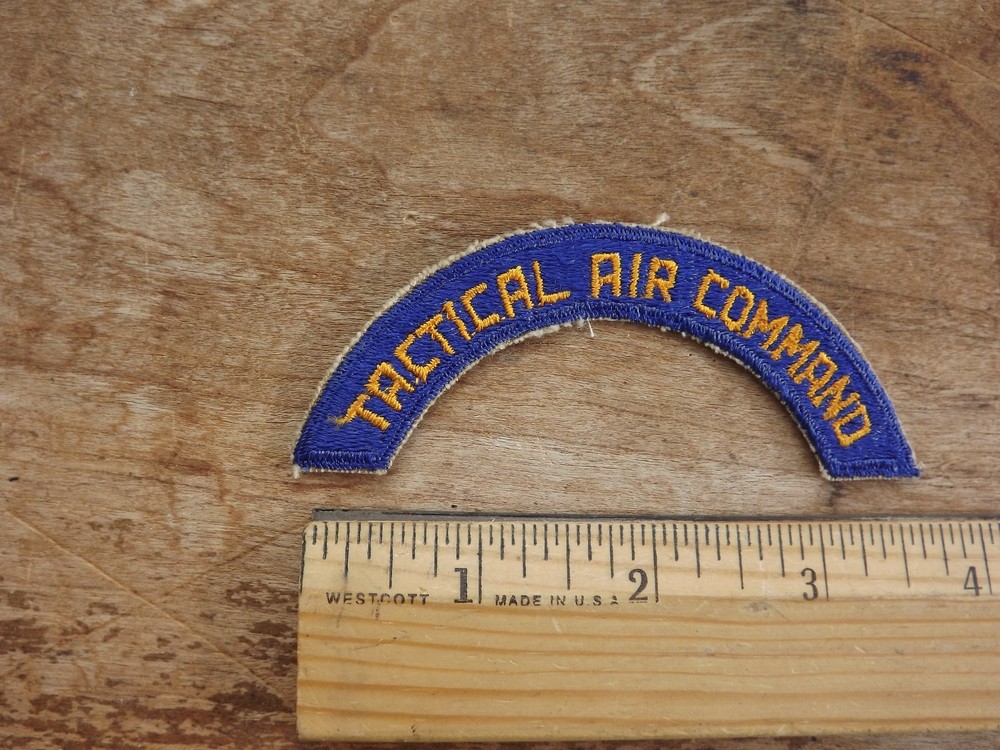 TACTICAL AIR COMMAND
1 2 3 4
WESTCOTT MADE IN U.S.A